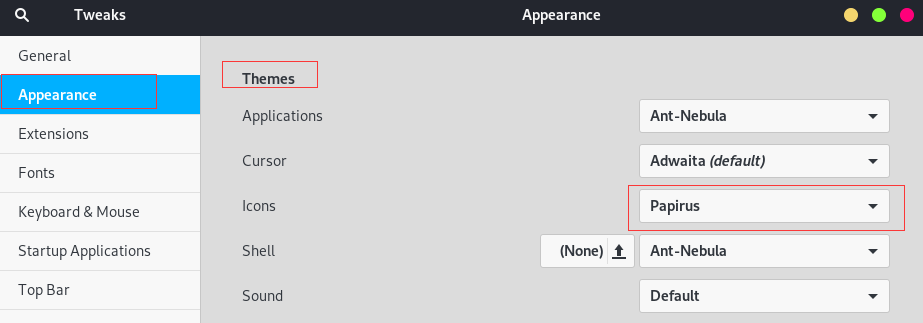 Tweaks
Appearance
General
Appearance
Extensions
Fonts
Keyboard & Mouse
Startup Applications
Top Bar
Themes
Applications Ant-Nebula
Cursor Adwaita (default)
Icons Papirus
Shell (None) Ant-Nebula
Sound Default